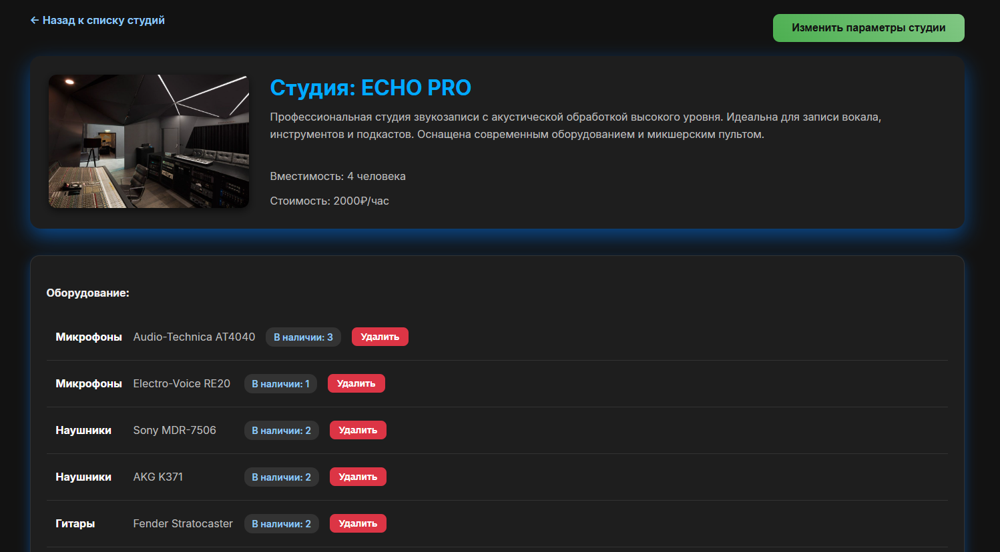 ← Назад к списку студий
Изменить параметры студии
Студия: ECHO PRO
Профессиональная студия звукозаписи с акустической обработкой высокого уровня. Идеальна для записи вокала,
инструментов и подкастов. Оснащена современным оборудованием и микшерским пультом.
Вместимость: 4 человека
Стоимость: 2000₽/час
Оборудование:
Микрофоны Audio-Technica AT4040 В наличии: 3 Удалить
Микрофоны Electro-Voice RE20 В наличии: 1 Удалить
Наушники Sony MDR-7506 В наличии: 2 Удалить
Наушники AKG K371 В наличии: 2 Удалить
Гитары Fender Stratocaster В наличии: 2 Удалить